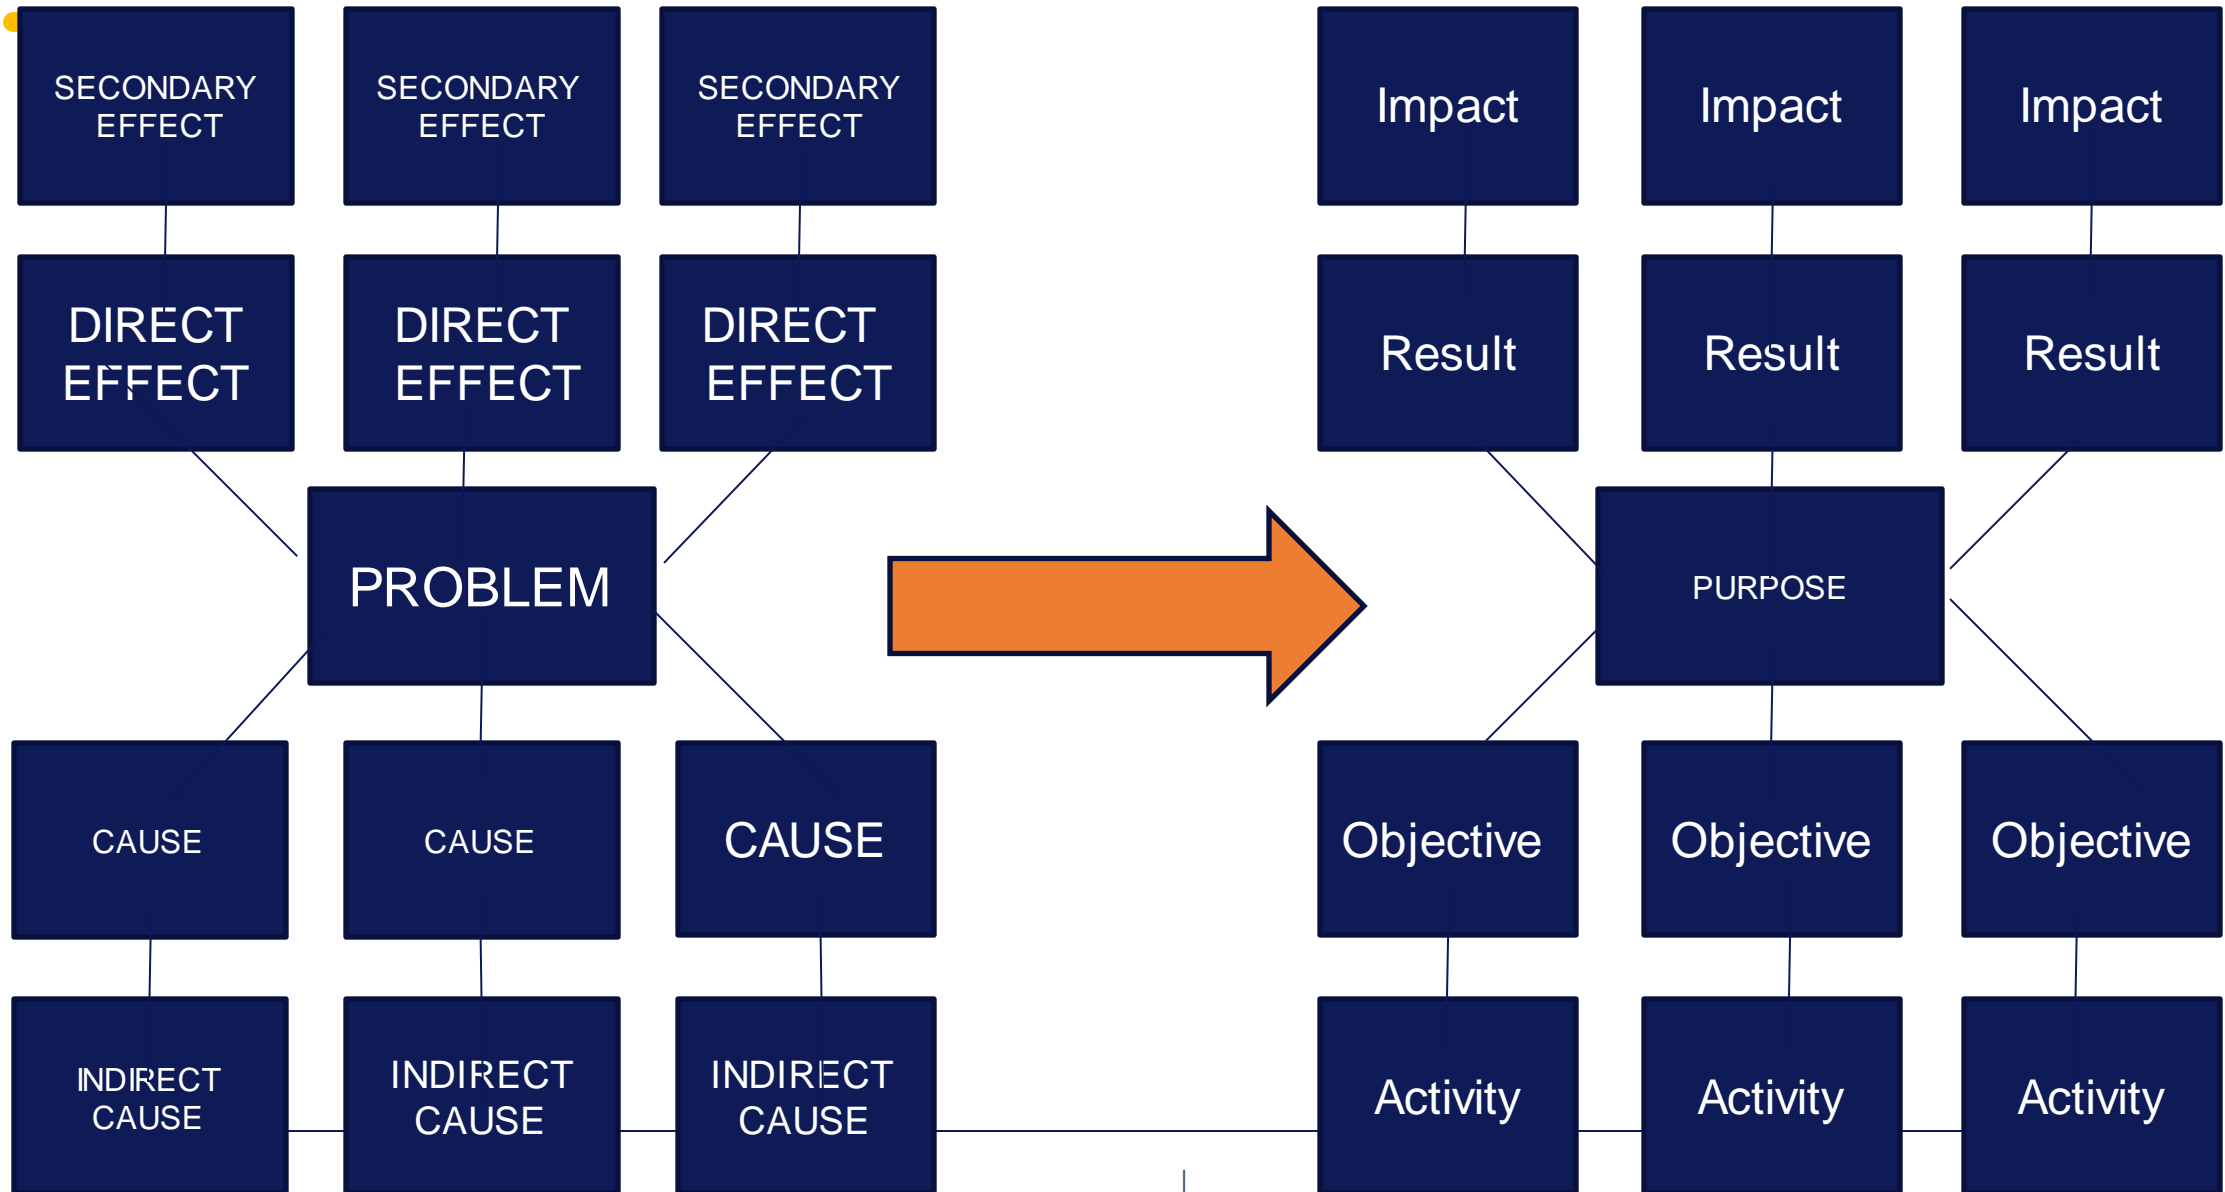 SECONDARY
EFFECT
SECONDARY
EFFECT
SECONDARY
EFFECT
Impact
Impact
Impact
DIRECT
EFFECT
DIRECT
EFFECT
DIRECT
EFFECT
Result
Result
Result
PROBLEM
PURPOSE
CAUSE
CAUSE
CAUSE
Objective
Objective
Objective
INDIRECT
CAUSE
INDIRECT
CAUSE
INDIRECT
CAUSE
Activity
Activity
Activity